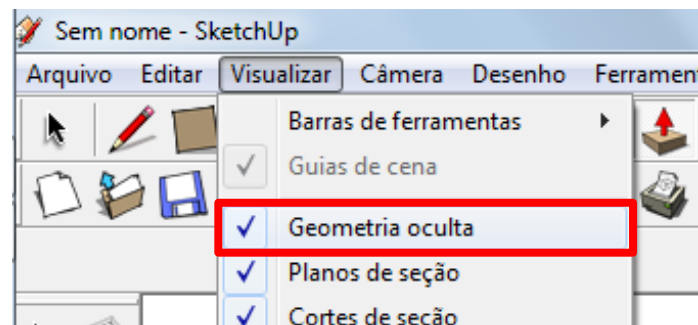 Sem nome - SketchUp
Arquivo Editar Visualizar Câmera Desenho
Barras de ferramentas
Guias de cena
Geometria oculta
Planos de seção
Cortes de seção